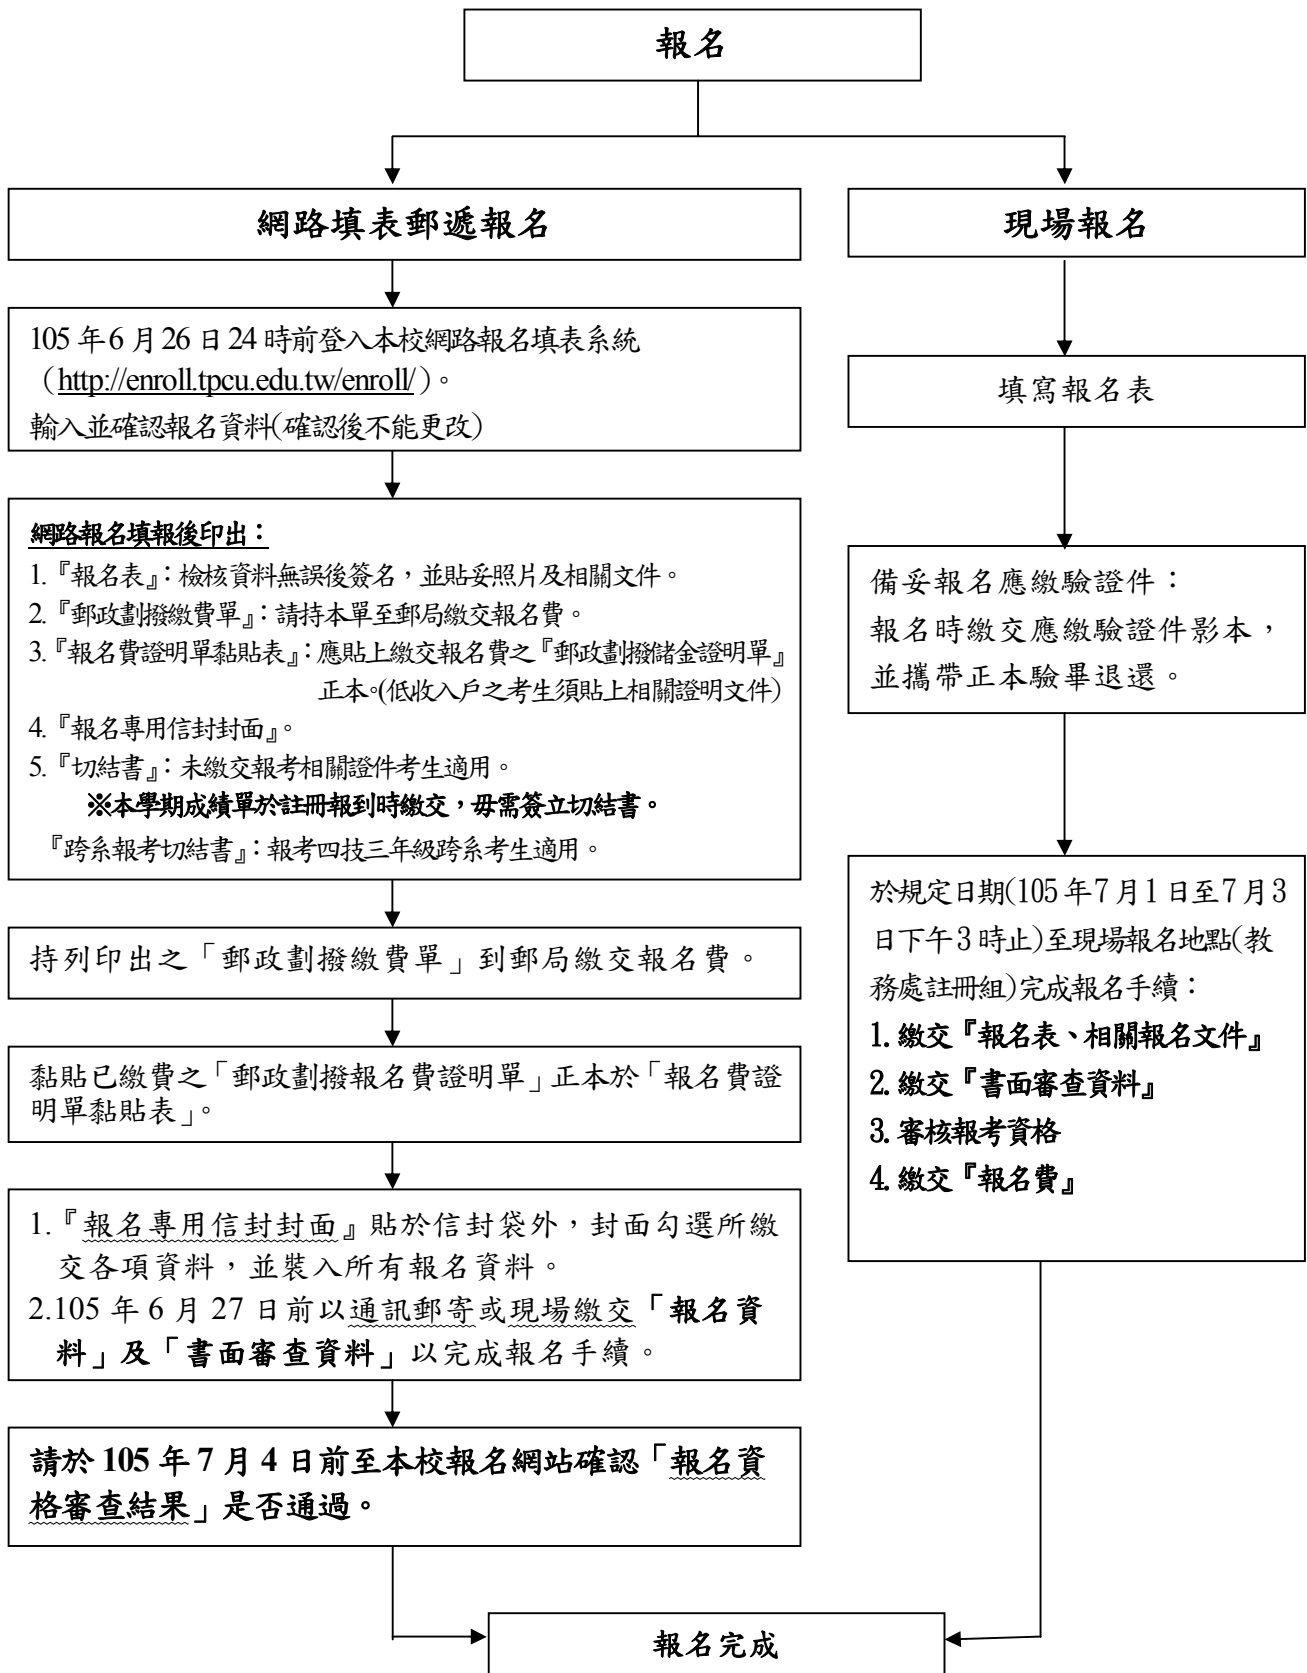 報名
網路填表郵遞報名
105 年 6 月 26 日 24 時前登入本校網路報名填表系統
（http://enroll.tpcu.edu.tw/enroll/）。
輸入並確認報名資料(確認後不能更改)
網路報名填報後印出：
1.『報名表』：檢核資料無誤後簽名，並貼妥照片及相關文件。
2.『郵政劃撥繳費單』：請持本單至郵局繳交報名費。
3.『報名費證明單黏貼表』：應貼上繳交報名費之『郵政劃撥儲金證明單』
正本。(低收入戶之考生須貼上相關證明文件)
4.『報名專用信封封面』。
5.『切結書』：未繳交報考相關證件考生適用。
※本學期成績單於註冊報到時繳交，毋需簽立切結書。
『跨系報考切結書』：報考四技三年級跨系考生適用。
持列印出之「郵政劃撥繳費單」到郵局繳交報名費。
黏貼已繳費之「郵政劃撥報名費證明單」正本於「報名費證
明單黏貼表」。
1.『報名專用信封封面』貼於信封袋外，封面勾選所繳
交各項資料，並裝入所有報名資料。
2.105 年 6 月 27 日前以通訊郵寄或現場繳交「報名資
料」及「書面審查資料」以完成報名手續。
請於 105 年 7 月 4 日前至本校報名網站確認「報名資
格審查結果」是否通過。
現場報名
填寫報名表
備妥報名應繳驗證件：
報名時繳交應繳驗證件影本，
並攜帶正本驗畢退還。
於規定日期(105 年 7 月 1 日至 7 月 3
日下午 3 時止)至現場報名地點(教
務處註冊組)完成報名手續：
1. 繳交『報名表、相關報名文件』
2. 繳交『書面審查資料』
3. 審核報考資格
4. 繳交『報名費』
報名完成